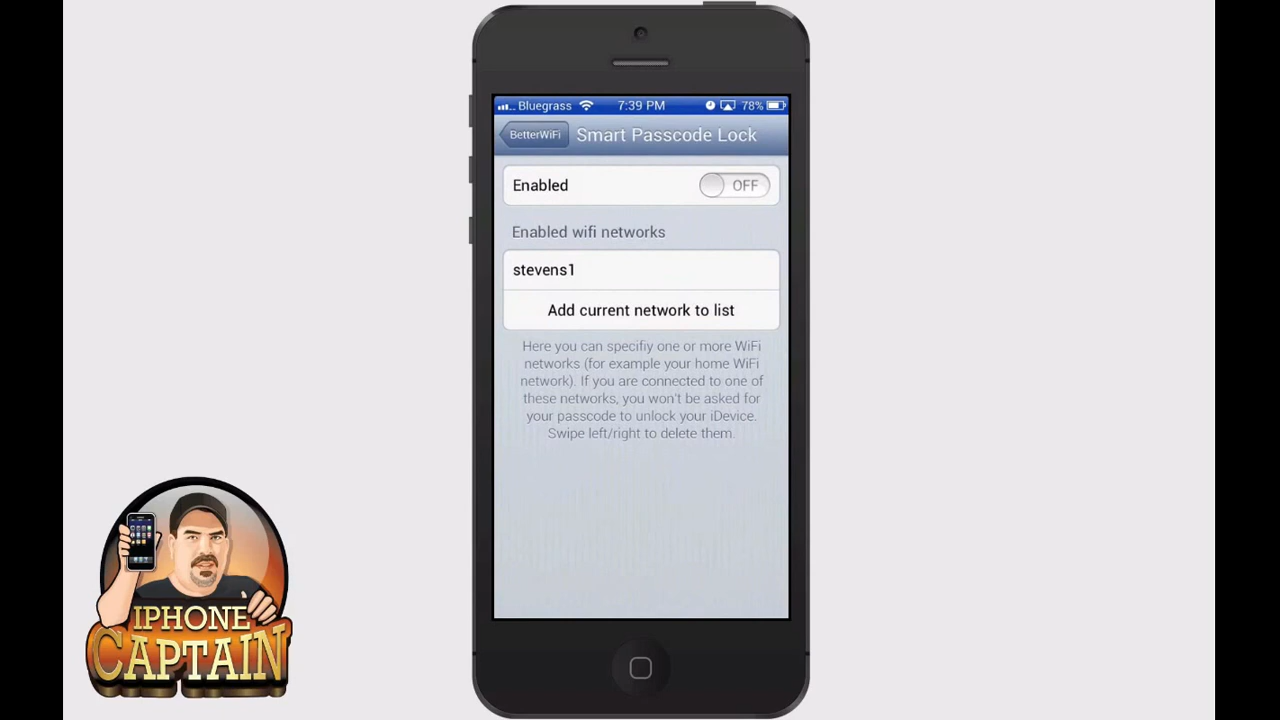 Bluegrass 7:39 PM 78%
BetterWiFi Smart Passcode Lock
Enabled OFF
Enabled wifi networks
stevens1
Add current network to list
Here you can specifiy one or more WiFi
networks (for example your home WiFi
network). If you are connected to one of
these networks, you won't be asked for
your passcode to unlock your iDevice.
Swipe left/right to delete them.
IPHONE
CAPTAIN